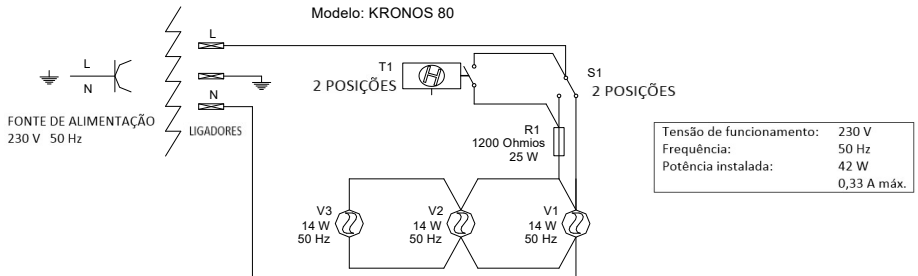 Modelo: KRONOS 80
L
L
N
N
FONTE DE ALIMENTAÇÃO
230 V 50 Hz
LIGADORES
T1
2 POSIÇÕES
S1
2 POSIÇÕES
R1
1200 Ohmios
25 W
Tensão de funcionamento: 230 V
Frequência: 50 Hz
Potência instalada: 42 W
0,33 A máx.
V3
14 W
50 Hz
V2
14 W
50 Hz
V1
14 W
50 Hz